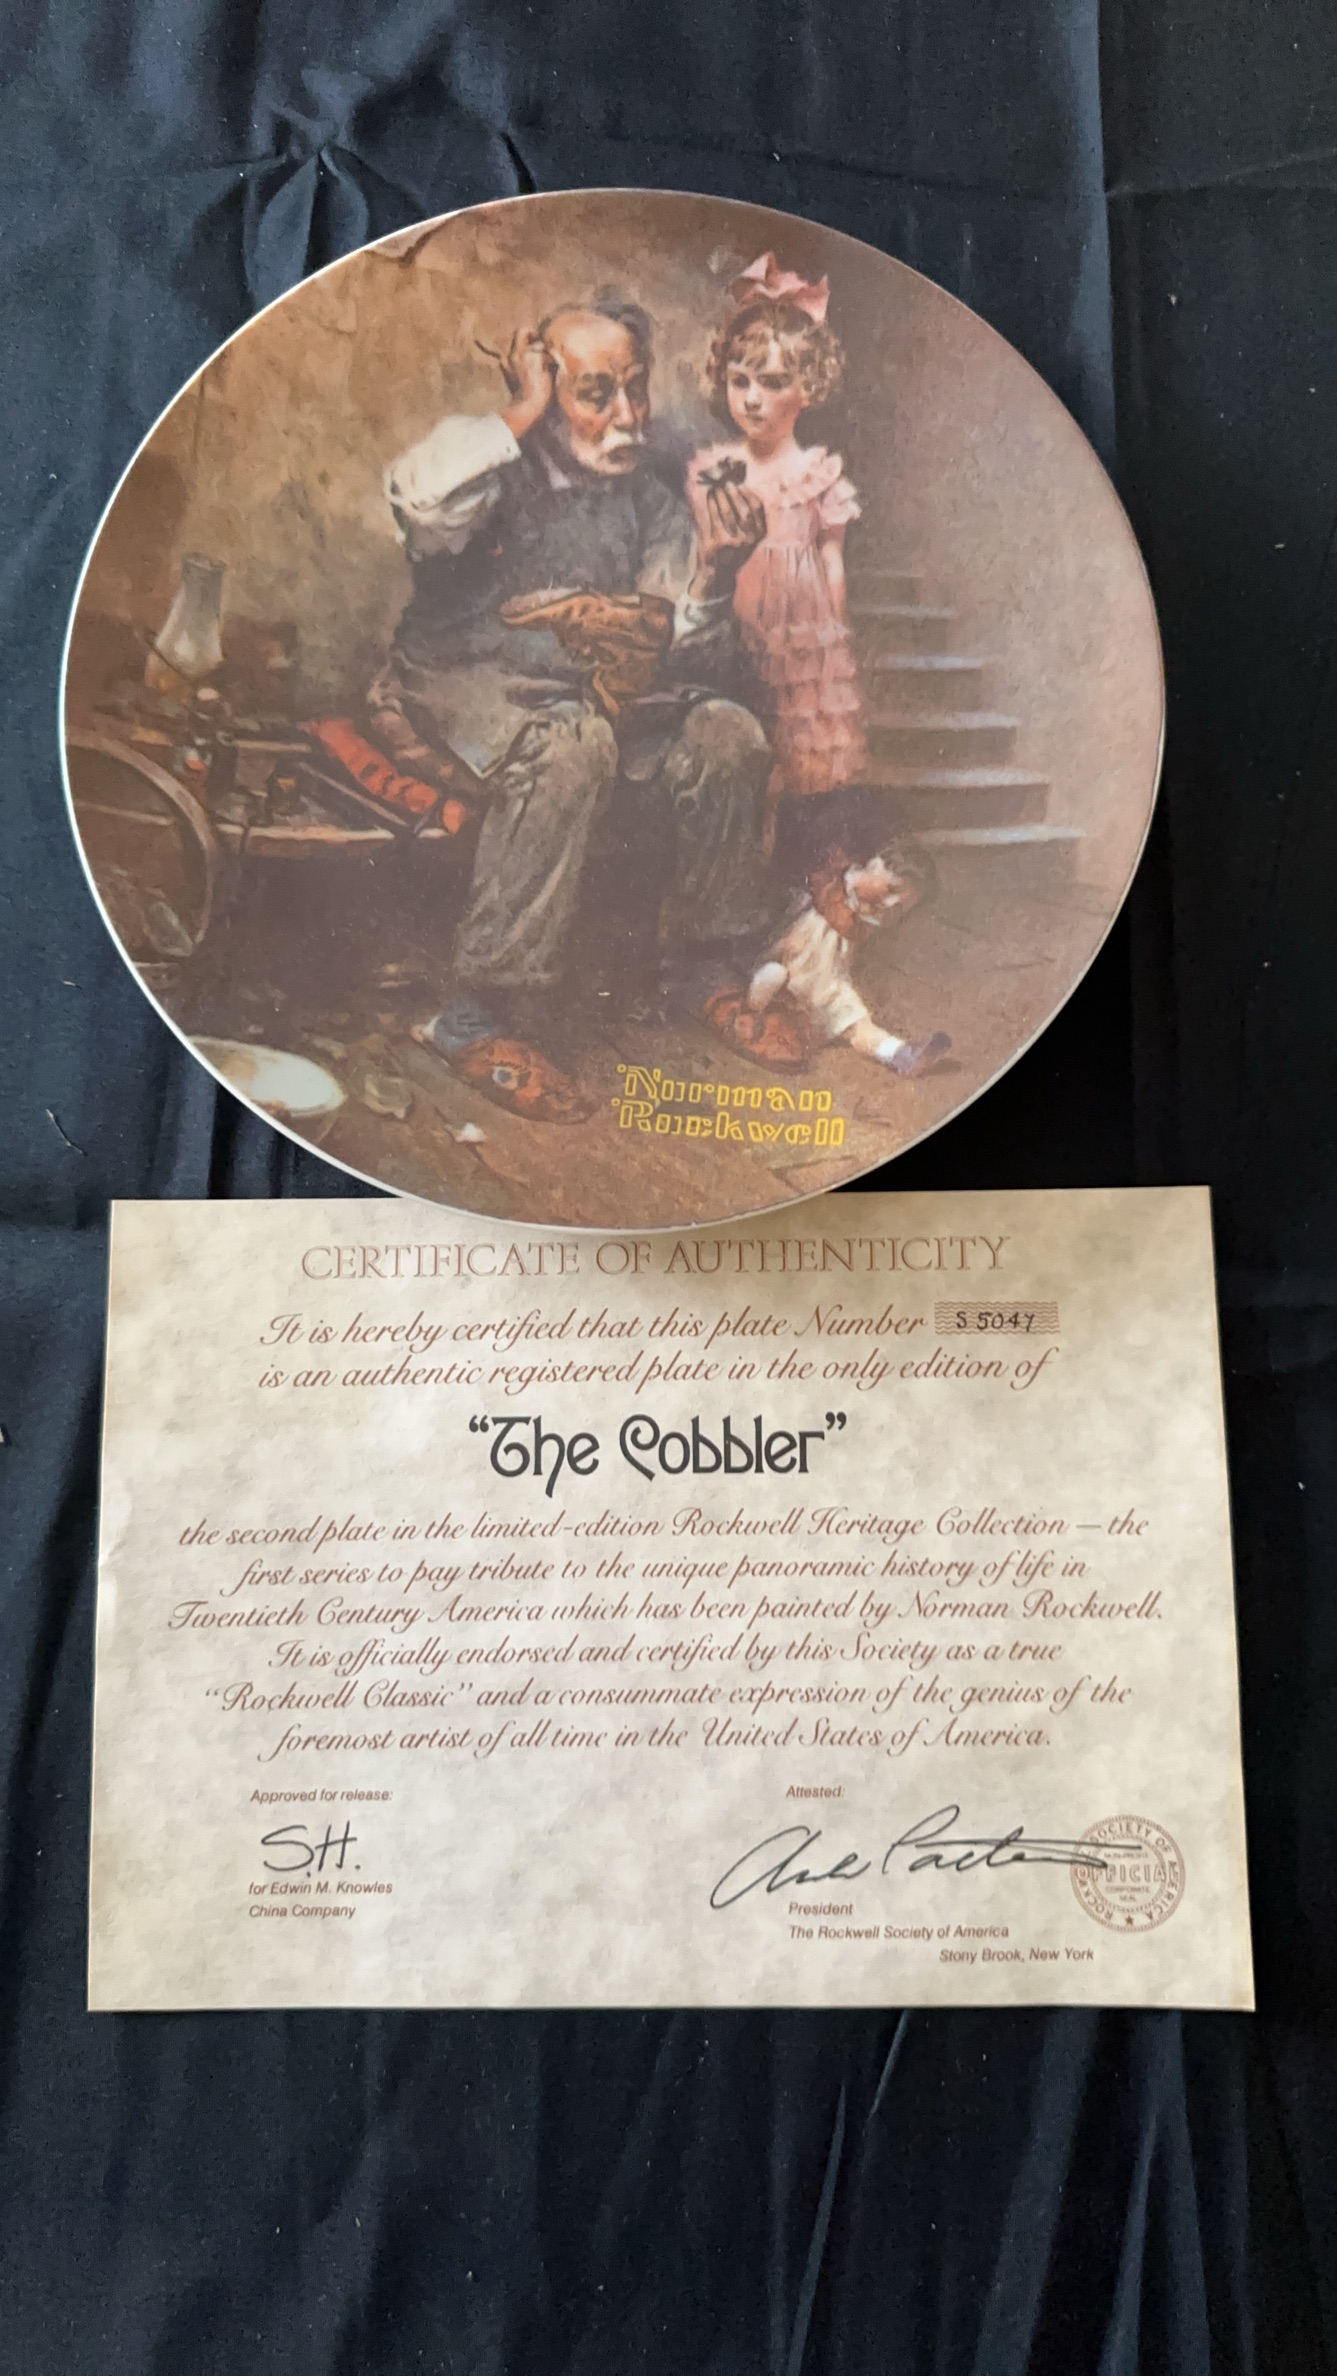 Norman
Rockwell
CERTIFICATE OF AUTHENTICITY
It is hereby certified that this plate Number S 5047
is an authentic registered plate in the only edition of
“The Cobbler”
the second plate in the limited-edition Rockwell Heritage Collection — the
first series to pay tribute to the unique panoramic history of life in
Twentieth Century America which has been painted by Norman Rockwell.
It is officially endorsed and certified by this Society as a true
“Rockwell Classic” and a consummate expression of the genius of the
foremost artist of all time in the United States of America.
Approved for release:
S.H.
for Edwin M. Knowles
China Company
Attested:
President
The Rockwell Society of America
Stony Brook, New York
SOCIETY OF AMERICA